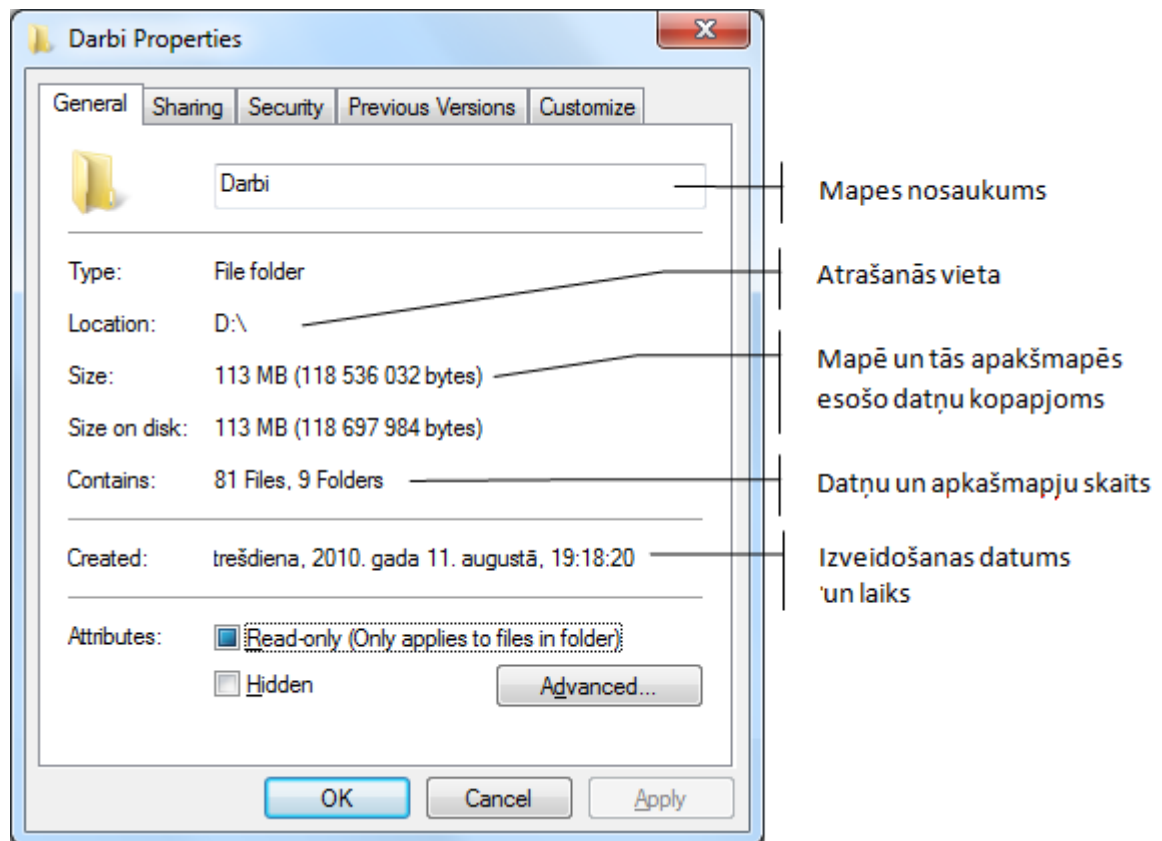 Darbi Properties
x
General Sharing Security Previous Versions Customize
Darbi
Mapes nosaukums
Type: File folder
Atrašanās vieta
Location: D:\
Size: 113 MB (118 536 032 bytes)
Mapē un tās apakšmapēs
esošo datņu kopapjoms
Size on disk: 113 MB (118 697 984 bytes)
Contains: 81 Files, 9 Folders
Datņu un apkašmapju skaits
Created: trešdiena, 2010. gada 11. augustā, 19:18:20
Izveidošanas datums
'un laiks
Attributes: Read-only (Only applies to files in folder)
Hidden Advanced...
OK Cancel Apply